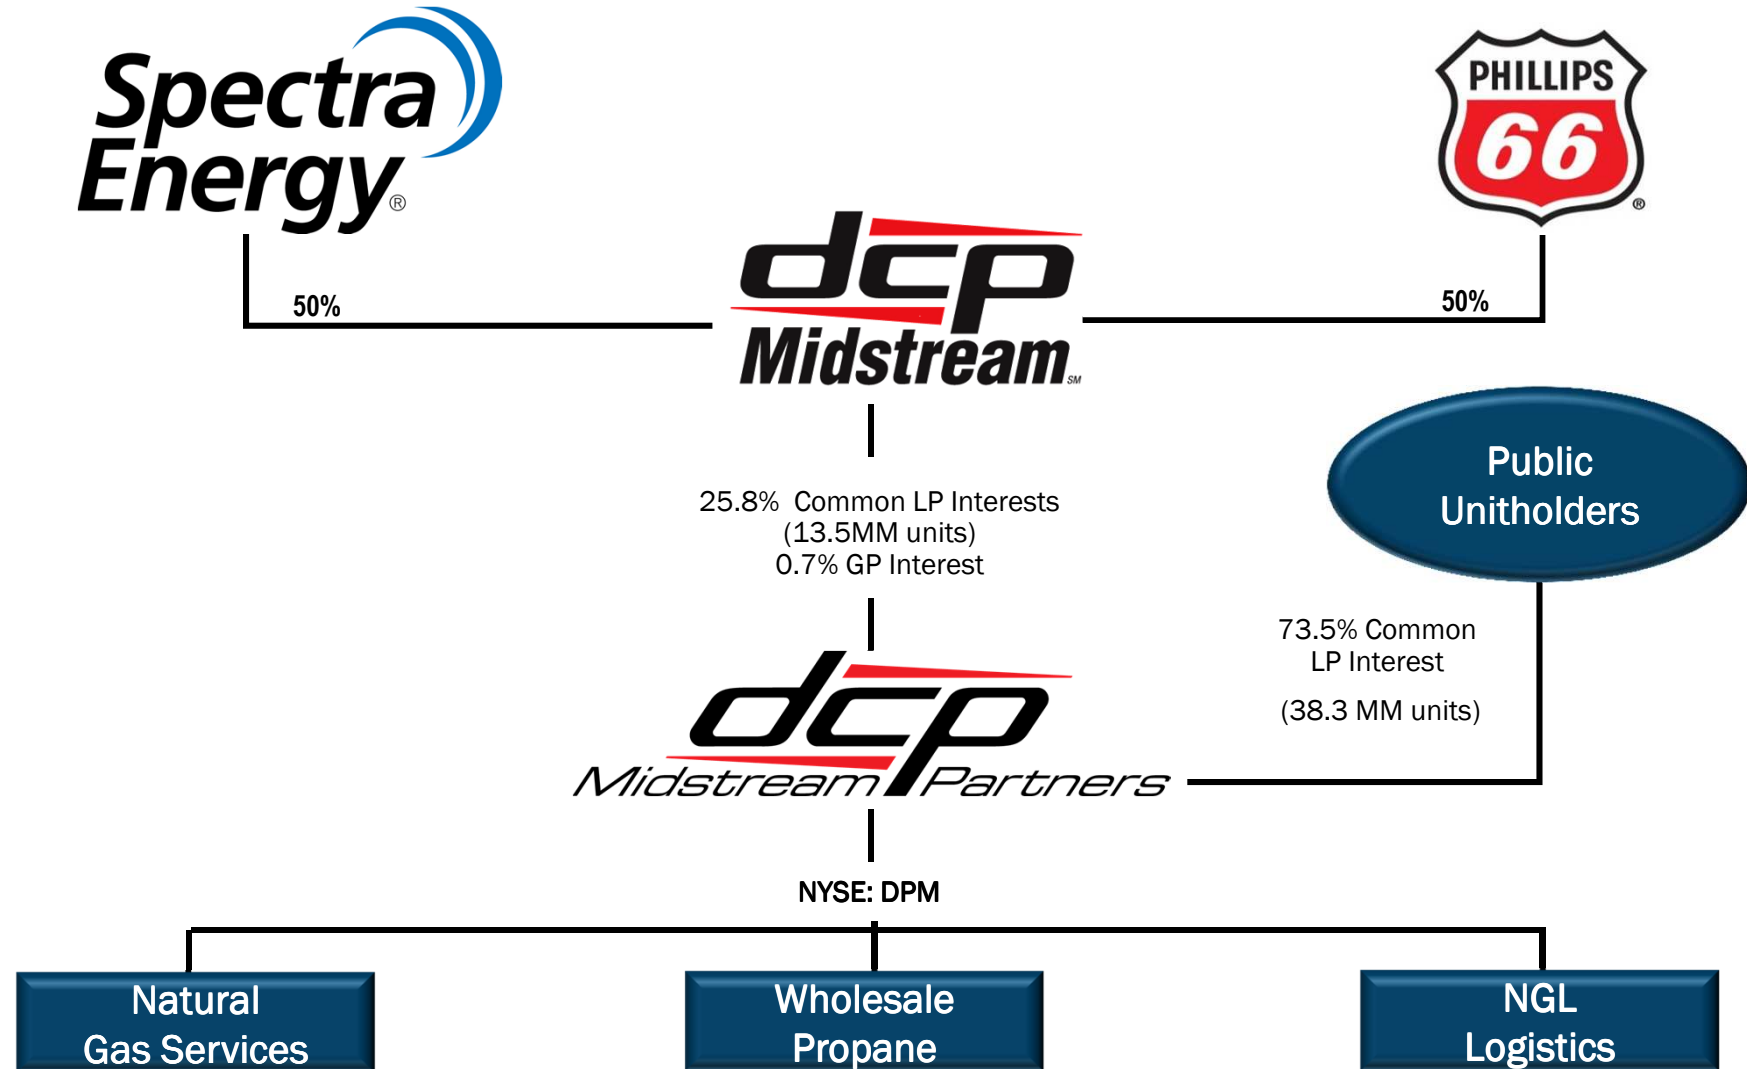 Spectra
Energy®
PHILLIPS
66®
dcp
Midstream℠
50%
50%
25.8% Common LP Interests
(13.5MM units)
0.7% GP Interest
Public
Unitholders
73.5% Common
LP Interest
(38.3 MM units)
dcp
Midstream Partners
NYSE: DPM
Natural
Gas Services
Wholesale
Propane
NGL
Logistics